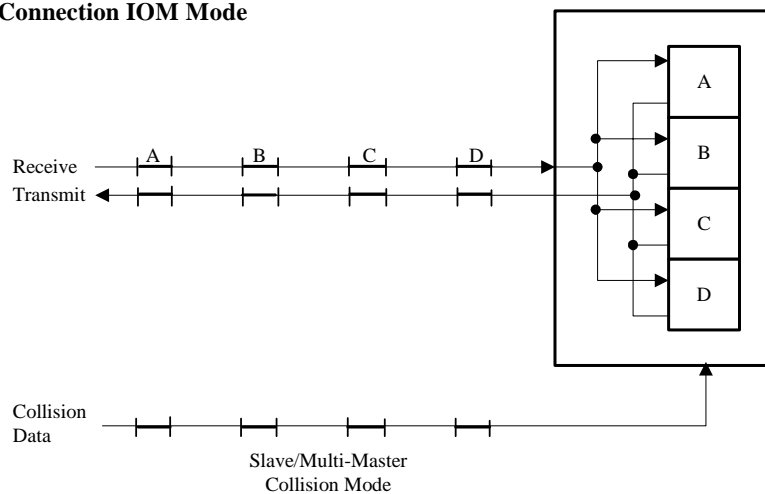 Connection IOM Mode
A
B
C
D
A B C D
Receive
Transmit
Collision
Data
Slave/Multi-Master
Collision Mode